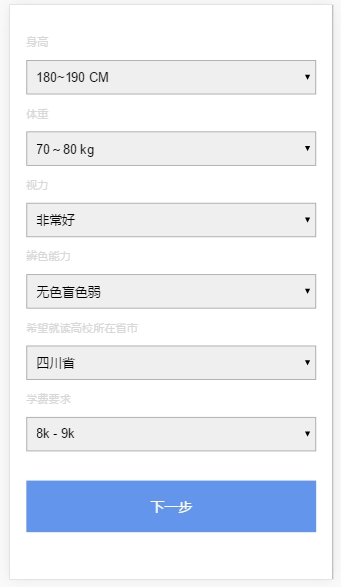 身高
180~190 CM
体重
70 ~ 80 kg
视力
非常好
辨色能力
无色盲色弱
希望就读高校所在省市
四川省
学费要求
8k - 9k
下一步